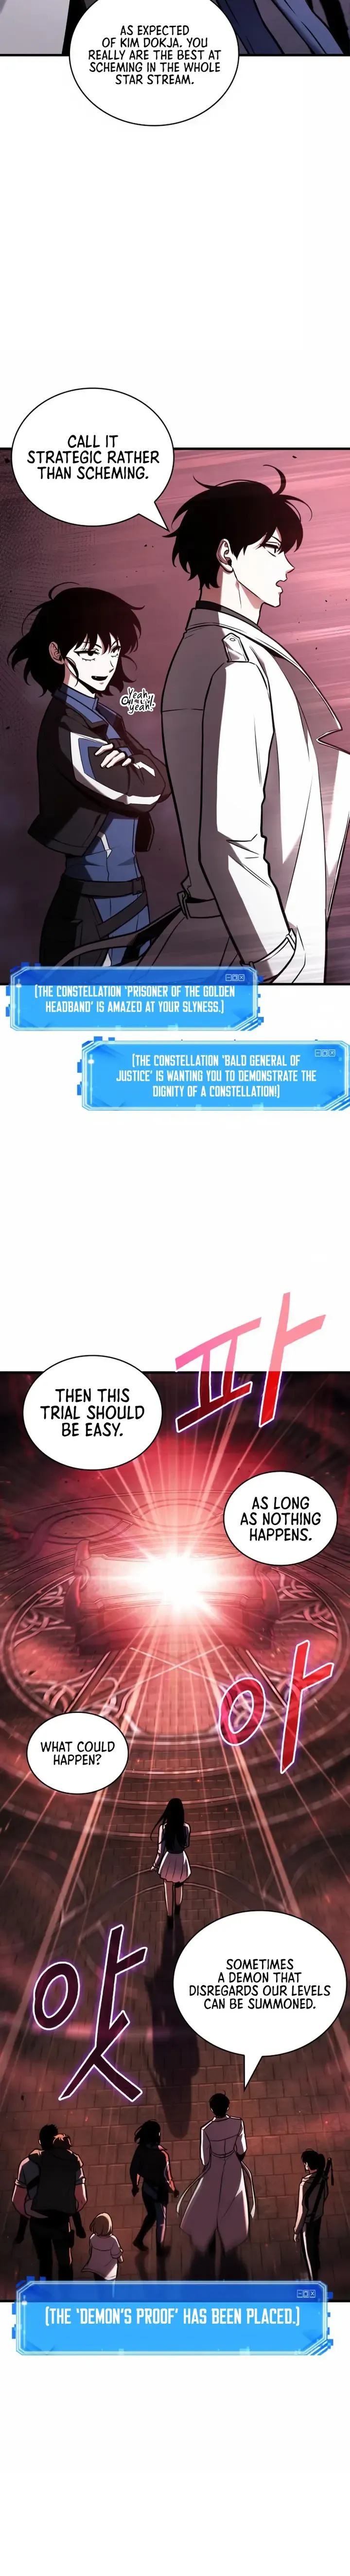 AS EXPECTED
OF KIM DOKJA. YOU
REALLY ARE THE BEST AT
SCHEMING IN THE WHOLE
STAR STREAM.
CALL IT
STRATEGIC RATHER
THAN SCHEMING.
Yeah,
yeah.
[THE CONSTELLATION 'PRISONER OF THE GOLDEN
HEADBAND' IS AMAZED AT YOUR SLYNESS.]
[THE CONSTELLATION 'BALD GENERAL OF
JUSTICE' IS WANTING YOU TO DEMONSTRATE THE
DIGNITY OF A CONSTELLATION!]
파
THEN THIS
TRIAL SHOULD
BE EASY.
AS LONG
AS NOTHING
HAPPENS.
아
WHAT COULD
HAPPEN?
SOMETIMES
A DEMON THAT
DISREGARDS OUR LEVELS
CAN BE SUMMONED.
앗
[THE 'DEMON'S PROOF' HAS BEEN PLACED.]